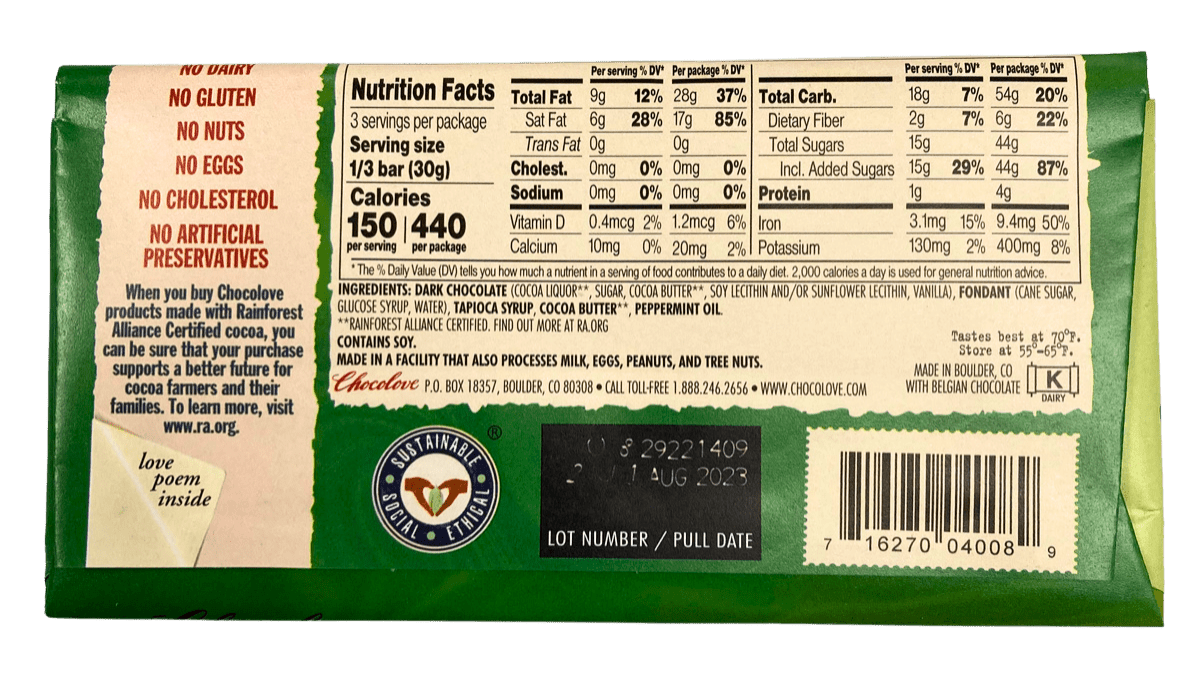 NO DAIRY
NO GLUTEN
NO NUTS
NO EGGS
NO CHOLESTEROL
NO ARTIFICIAL
PRESERVATIVES
When you buy Chocolove
products made with Rainforest
Alliance Certified cocoa, you
can be sure that your purchase
supports a better future for
cocoa farmers and their
families. To learn more, visit
www.ra.org.
love
poem
inside
Nutrition Facts
3 servings per package
Serving size
1/3 bar (30g)
Calories
150 | 440
per serving per package
Per serving % DV* Per package % DV*
Total Fat 9g 12% 28g 37%
Sat Fat 6g 28% 17g 85%
Trans Fat 0g 0g
Cholest. 0mg 0% 0mg 0%
Sodium 0mg 0% 0mg 0%
Vitamin D 0.4mcg 2% 1.2mcg 6%
Calcium 10mg 0% 20mg 2%
Per serving % DV* Per package % DV*
Total Carb. 18g 7% 54g 20%
Dietary Fiber 2g 7% 6g 22%
Total Sugars 15g 44g
Incl. Added Sugars 15g 29% 44g 87%
Protein 1g 4g
Iron 3.1mg 15% 9.4mg 50%
Potassium 130mg 2% 400mg 8%
* The % Daily Value (DV) tells you how much a nutrient in a serving of food contributes to a daily diet. 2,000 calories a day is used for general nutrition advice.
INGREDIENTS: DARK CHOCOLATE (COCOA LIQUOR**, SUGAR, COCOA BUTTER**, SOY LECITHIN AND/OR SUNFLOWER LECITHIN, VANILLA), FONDANT (CANE SUGAR,
GLUCOSE SYRUP, WATER), TAPIOCA SYRUP, COCOA BUTTER**, PEPPERMINT OIL.
**RAINFOREST ALLIANCE CERTIFIED. FIND OUT MORE AT RA.ORG
CONTAINS SOY.
MADE IN A FACILITY THAT ALSO PROCESSES MILK, EGGS, PEANUTS, AND TREE NUTS.
Chocolove P.O. BOX 18357, BOULDER, CO 80308 • CALL TOLL-FREE 1.888.246.2656 • WWW.CHOCOLOVE.COM
Tastes best at 70°F.
Store at 55°-65°F.
MADE IN BOULDER, CO
WITH BELGIAN CHOCOLATE
K
DAIRY
SUSTAINABLE • ETHICAL • SOCIAL •
®
8 29221409
1 AUG 2023
LOT NUMBER / PULL DATE
7 16270 04008 9